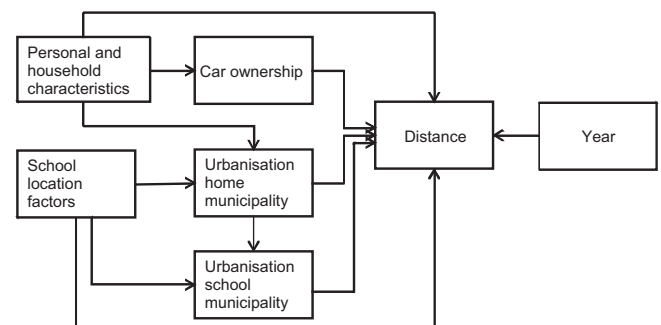 Personal and
household
characteristics
Car ownership
Distance
Year
School
location
factors
Urbanisation
home
municipality
Urbanisation
school
municipality